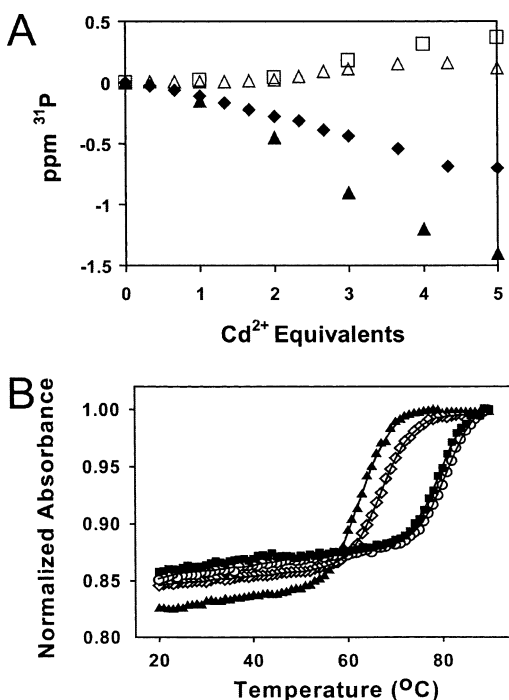 A
0.5
0
-0.5
-1
-1.5
ppm ³¹P
0 1 2 3 4 5
Cd²⁺ Equivalents
B
1.00
0.95
0.90
0.85
0.80
Normalized Absorbance
20 40 60 80
Temperature (ºC)